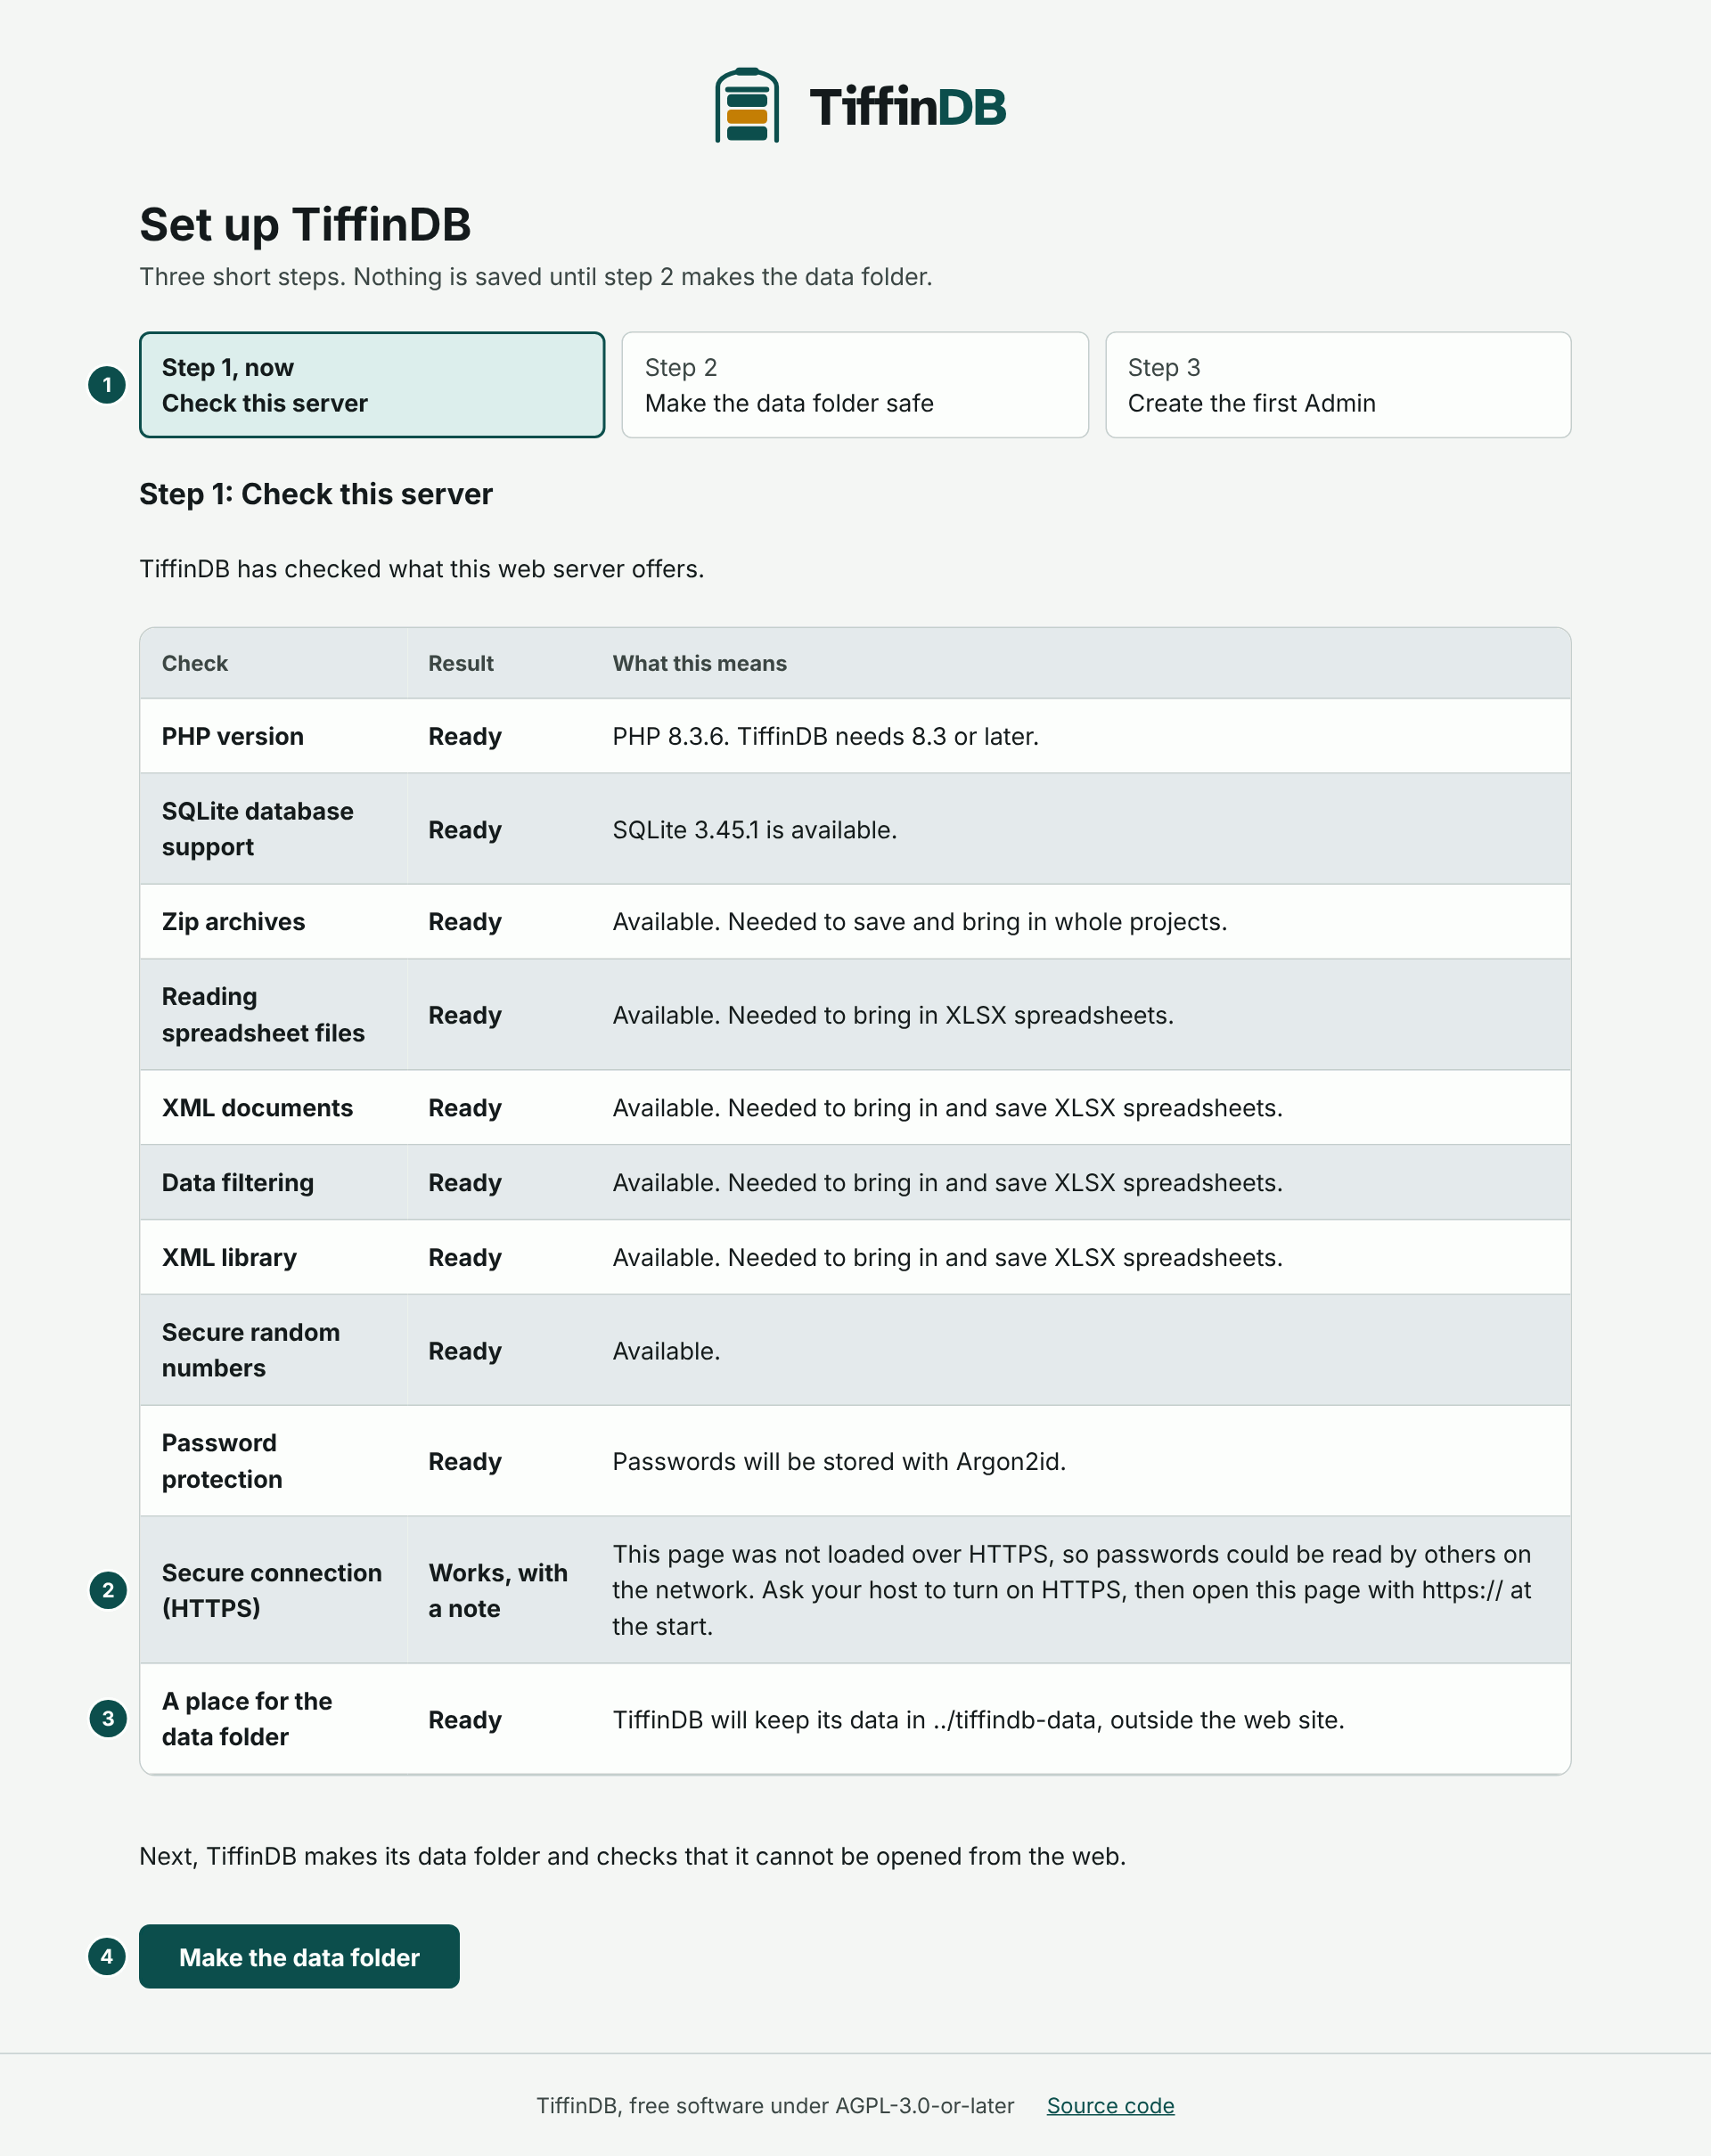 TiffinDB
Set up TiffinDB
Three short steps. Nothing is saved until step 2 makes the data folder.
1
Step 1, now
Check this server
Step 2
Make the data folder safe
Step 3
Create the first Admin
Step 1: Check this server
TiffinDB has checked what this web server offers.
Check Result What this means
PHP version Ready PHP 8.3.6. TiffinDB needs 8.3 or later.
SQLite database
support
Ready SQLite 3.45.1 is available.
Zip archives Ready Available. Needed to save and bring in whole projects.
Reading
spreadsheet files
Ready Available. Needed to bring in XLSX spreadsheets.
XML documents Ready Available. Needed to bring in and save XLSX spreadsheets.
Data filtering Ready Available. Needed to bring in and save XLSX spreadsheets.
XML library Ready Available. Needed to bring in and save XLSX spreadsheets.
Secure random
numbers
Ready Available.
Password
protection
Ready Passwords will be stored with Argon2id.
2
Secure connection
(HTTPS)
Works, with
a note
This page was not loaded over HTTPS, so passwords could be read by others on
the network. Ask your host to turn on HTTPS, then open this page with https:// at
the start.
3
A place for the
data folder
Ready TiffinDB will keep its data in ../tiffindb-data, outside the web site.
Next, TiffinDB makes its data folder and checks that it cannot be opened from the web.
4
Make the data folder
TiffinDB, free software under AGPL-3.0-or-later Source code